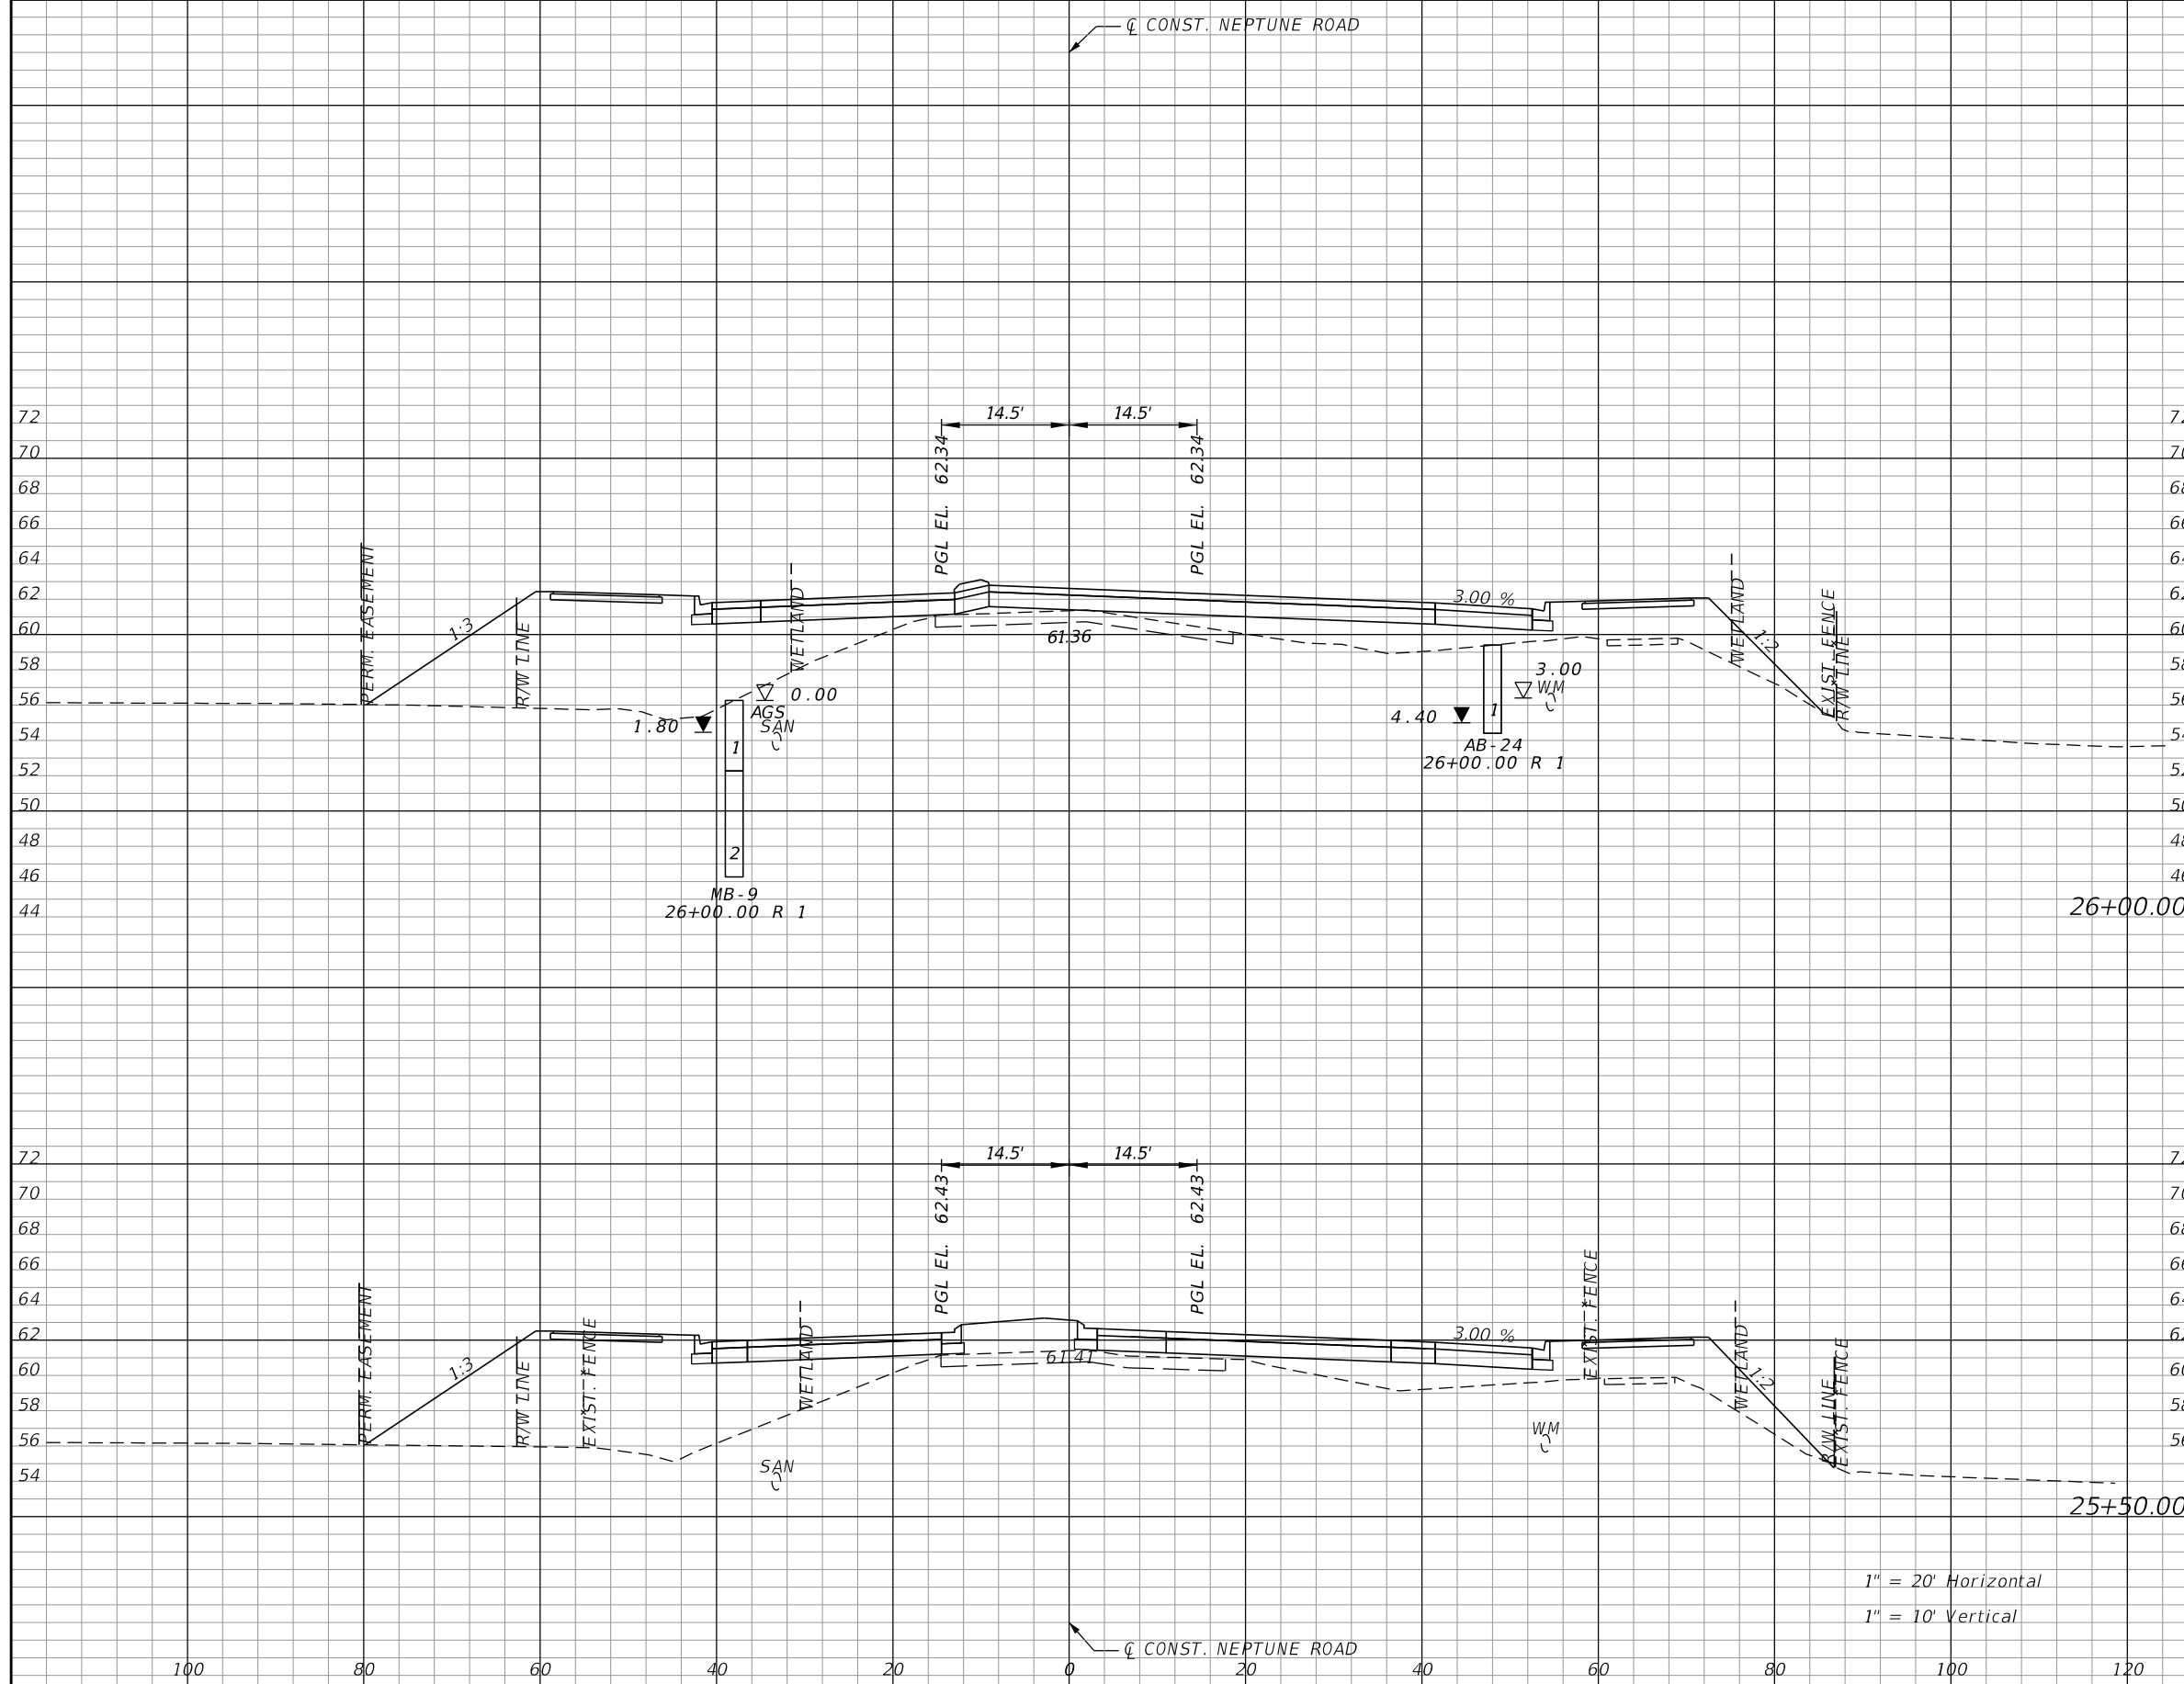 ℄ CONST. NEPTUNE ROAD
14.5' 14.5'
72
70
68
66
64
62
60
58
56
54
52
50
48
46
44
PERM. EASEMENT
1:3
R/W LINE
WETLAND
PGL EL. 62.34
PGL EL. 62.34
61.36
3.00 %
WETLAND
1:2
EXIST. FENCE
R/W LINE
0.00
AGS
SAN
1.80
1
2
MB-9
26+00.00 R 1
3.00
WM
4.40
1
AB-24
26+00.00 R 1
26+00.00
14.5' 14.5'
72
70
68
66
64
62
60
58
56
54
PERM. EASEMENT
1:3
R/W LINE
EXIST. FENCE
WETLAND
PGL EL. 62.43
PGL EL. 62.43
61.41
3.00 %
EXIST. FENCE
WETLAND
1:2
R/W LINE
EXIST. FENCE
SAN
WM
25+50.00
1" = 20' Horizontal
1" = 10' Vertical
℄ CONST. NEPTUNE ROAD
100 80 60 40 20 0 20 40 60 80 100 120